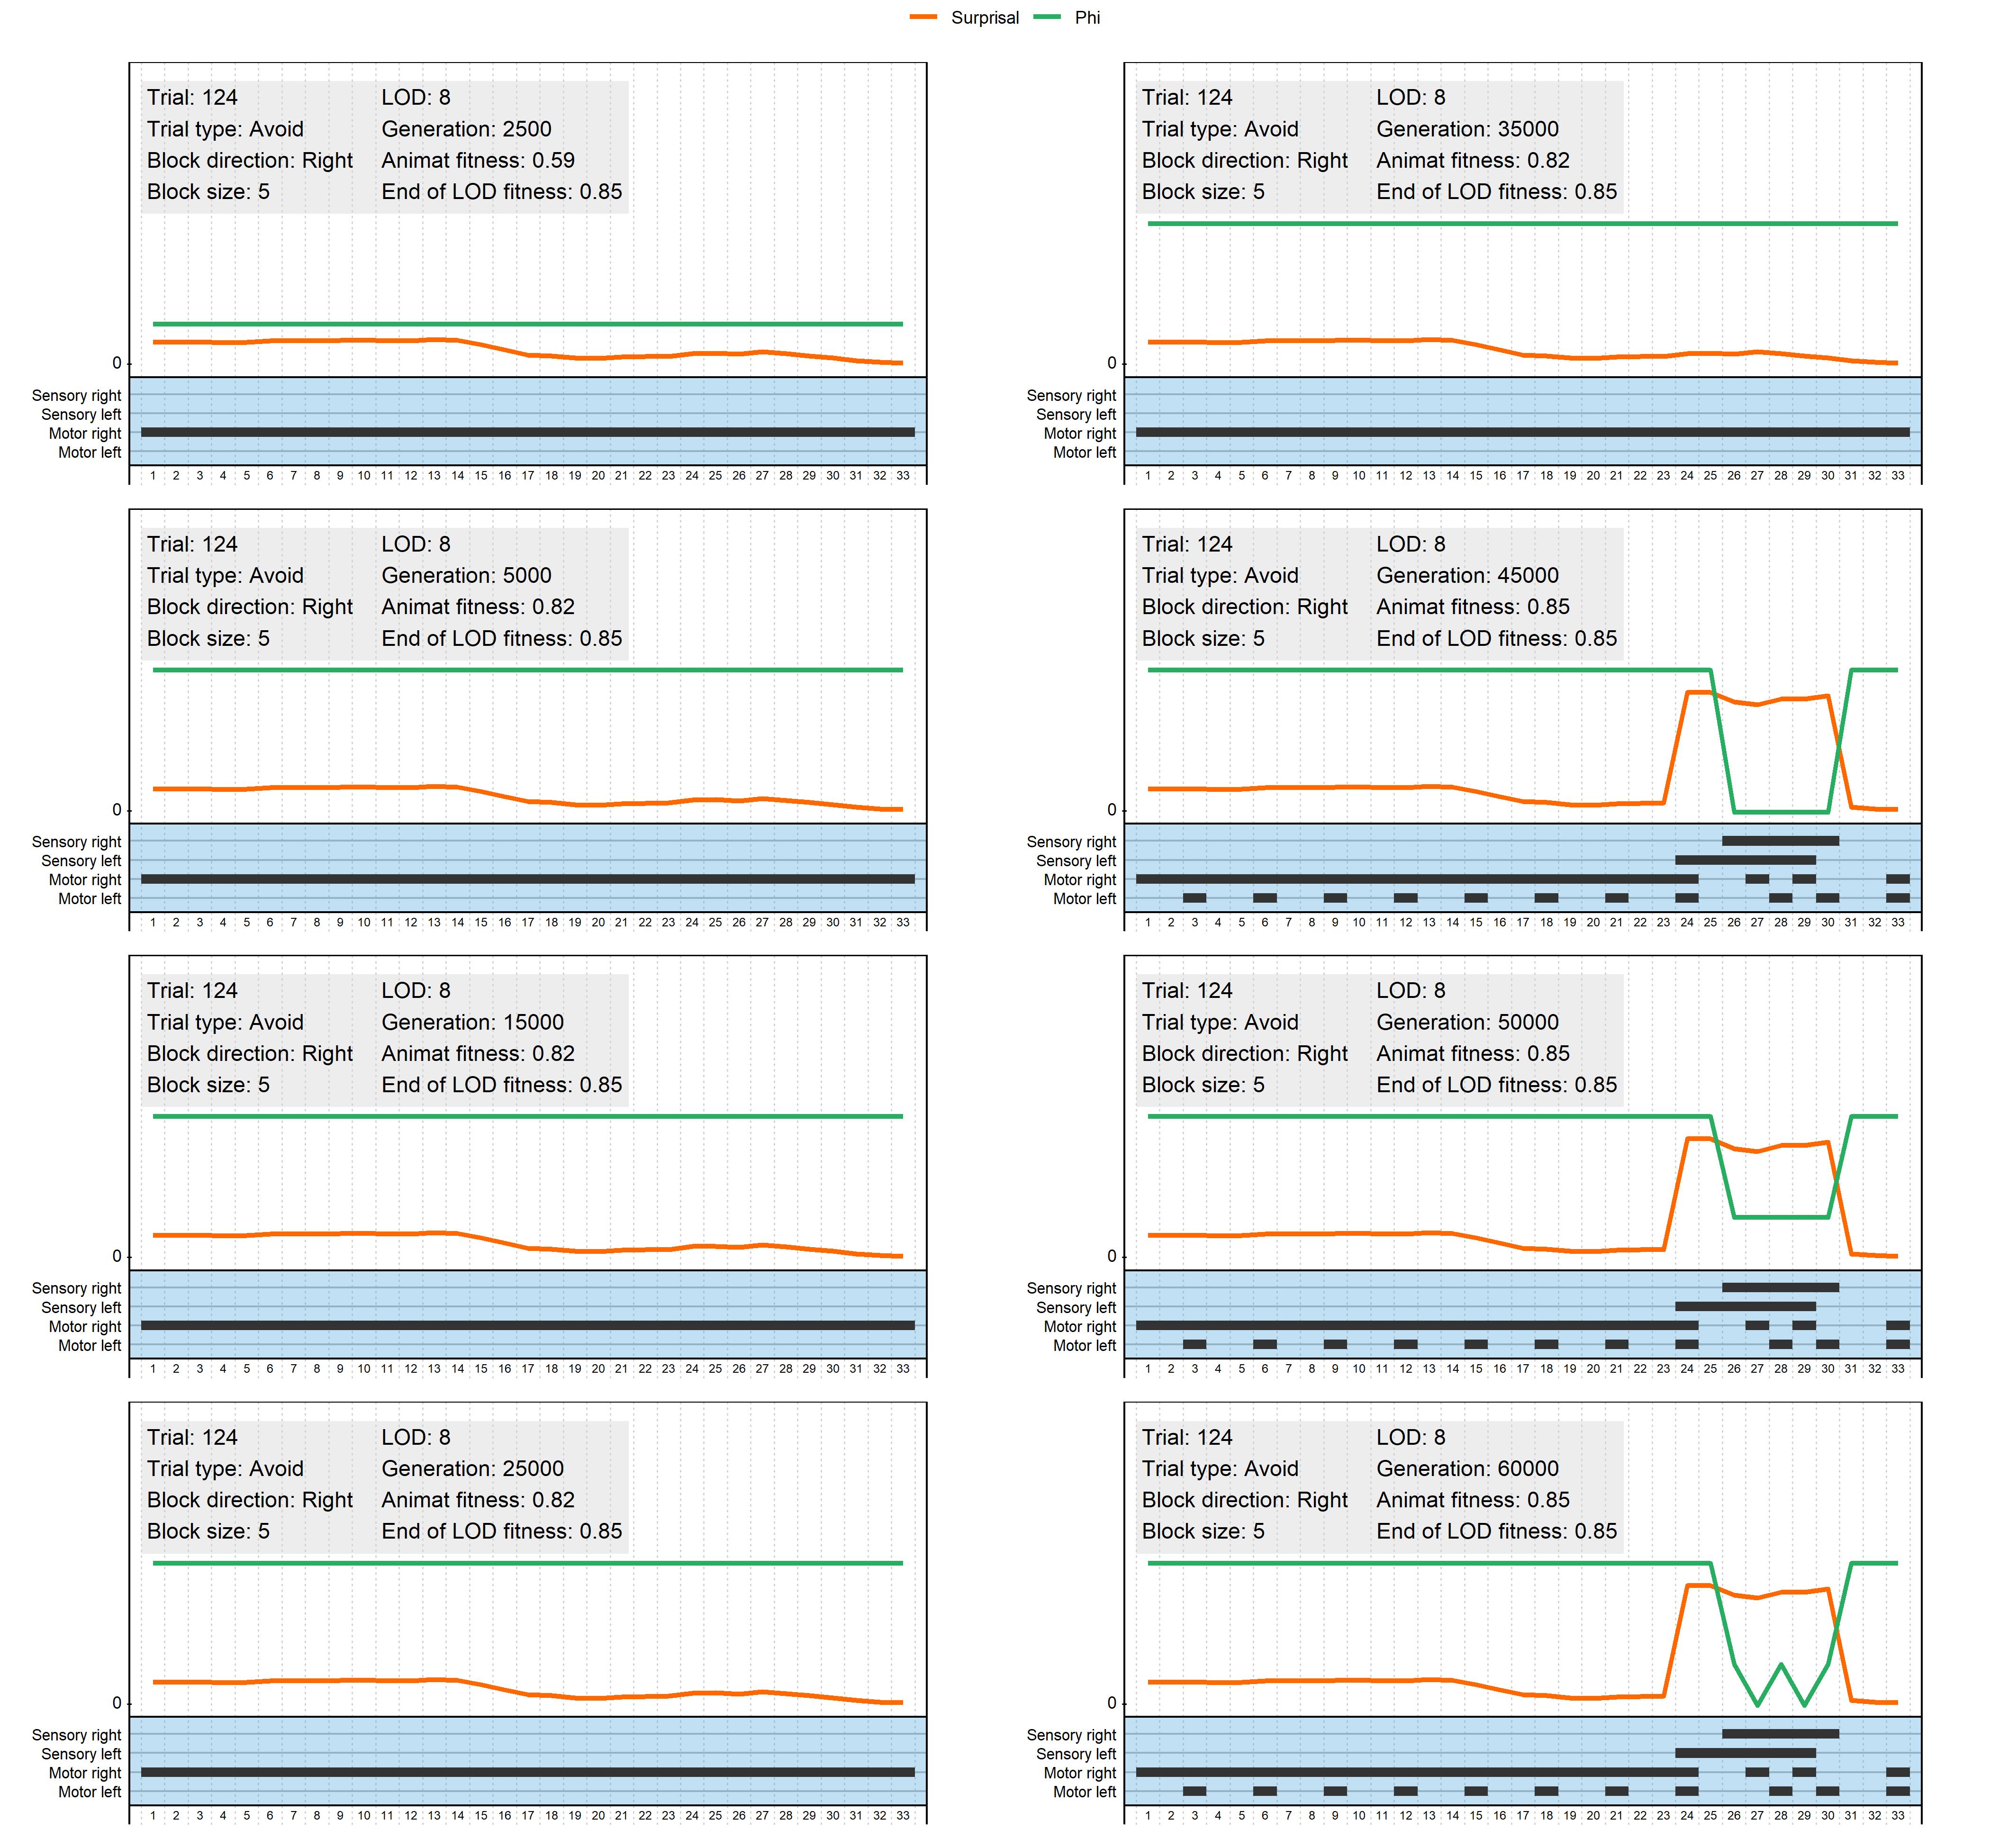 Surprisal Phi
Trial: 124 LOD: 8
Trial type: Avoid Generation: 2500
Block direction: Right Animat fitness: 0.59
Block size: 5 End of LOD fitness: 0.85
0
Sensory right
Sensory left
Motor right
Motor left
1 2 3 4 5 6 7 8 9 10 11 12 13 14 15 16 17 18 19 20 21 22 23 24 25 26 27 28 29 30 31 32 33
Trial: 124 LOD: 8
Trial type: Avoid Generation: 35000
Block direction: Right Animat fitness: 0.82
Block size: 5 End of LOD fitness: 0.85
0
Sensory right
Sensory left
Motor right
Motor left
1 2 3 4 5 6 7 8 9 10 11 12 13 14 15 16 17 18 19 20 21 22 23 24 25 26 27 28 29 30 31 32 33
Trial: 124 LOD: 8
Trial type: Avoid Generation: 5000
Block direction: Right Animat fitness: 0.82
Block size: 5 End of LOD fitness: 0.85
0
Sensory right
Sensory left
Motor right
Motor left
1 2 3 4 5 6 7 8 9 10 11 12 13 14 15 16 17 18 19 20 21 22 23 24 25 26 27 28 29 30 31 32 33
Trial: 124 LOD: 8
Trial type: Avoid Generation: 45000
Block direction: Right Animat fitness: 0.85
Block size: 5 End of LOD fitness: 0.85
0
Sensory right
Sensory left
Motor right
Motor left
1 2 3 4 5 6 7 8 9 10 11 12 13 14 15 16 17 18 19 20 21 22 23 24 25 26 27 28 29 30 31 32 33
Trial: 124 LOD: 8
Trial type: Avoid Generation: 15000
Block direction: Right Animat fitness: 0.82
Block size: 5 End of LOD fitness: 0.85
0
Sensory right
Sensory left
Motor right
Motor left
1 2 3 4 5 6 7 8 9 10 11 12 13 14 15 16 17 18 19 20 21 22 23 24 25 26 27 28 29 30 31 32 33
Trial: 124 LOD: 8
Trial type: Avoid Generation: 50000
Block direction: Right Animat fitness: 0.85
Block size: 5 End of LOD fitness: 0.85
0
Sensory right
Sensory left
Motor right
Motor left
1 2 3 4 5 6 7 8 9 10 11 12 13 14 15 16 17 18 19 20 21 22 23 24 25 26 27 28 29 30 31 32 33
Trial: 124 LOD: 8
Trial type: Avoid Generation: 25000
Block direction: Right Animat fitness: 0.82
Block size: 5 End of LOD fitness: 0.85
0
Sensory right
Sensory left
Motor right
Motor left
1 2 3 4 5 6 7 8 9 10 11 12 13 14 15 16 17 18 19 20 21 22 23 24 25 26 27 28 29 30 31 32 33
Trial: 124 LOD: 8
Trial type: Avoid Generation: 60000
Block direction: Right Animat fitness: 0.85
Block size: 5 End of LOD fitness: 0.85
0
Sensory right
Sensory left
Motor right
Motor left
1 2 3 4 5 6 7 8 9 10 11 12 13 14 15 16 17 18 19 20 21 22 23 24 25 26 27 28 29 30 31 32 33